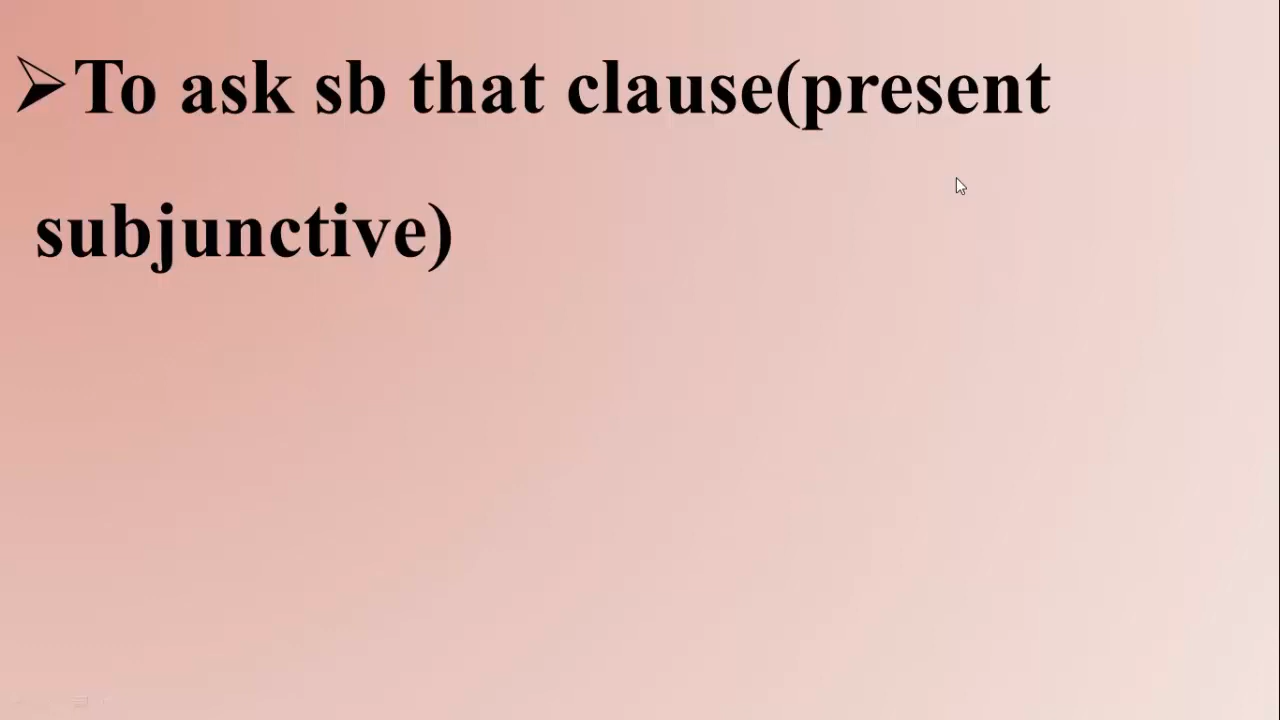 ➢To ask sb that clause(present
subjunctive)